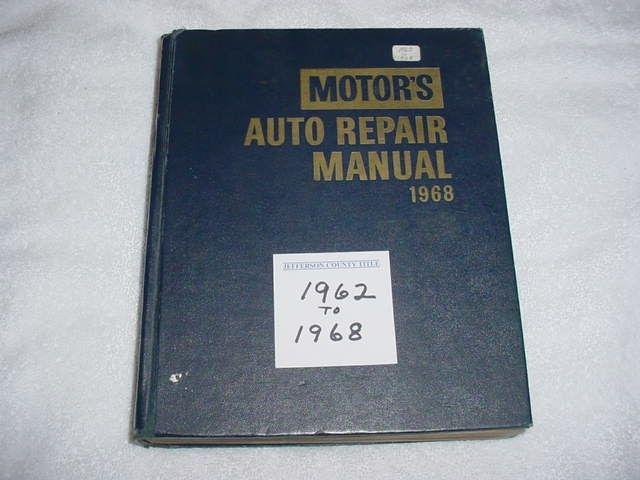 MOTOR'S
AUTO REPAIR
MANUAL
1968
JEFFERSON COUNTY TITLE
1962
TO
1968